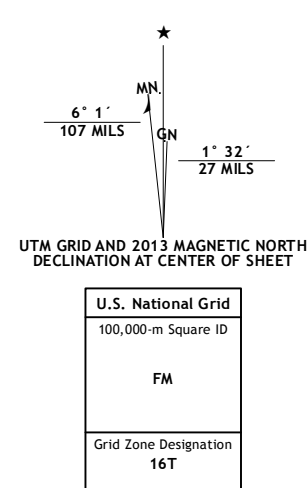 ★
MN.
6° 1´
107 MILS
GN
1° 32´
27 MILS
UTM GRID AND 2013 MAGNETIC NORTH
DECLINATION AT CENTER OF SHEET
U.S. National Grid
100,000-m Square ID
FM
Grid Zone Designation
16T